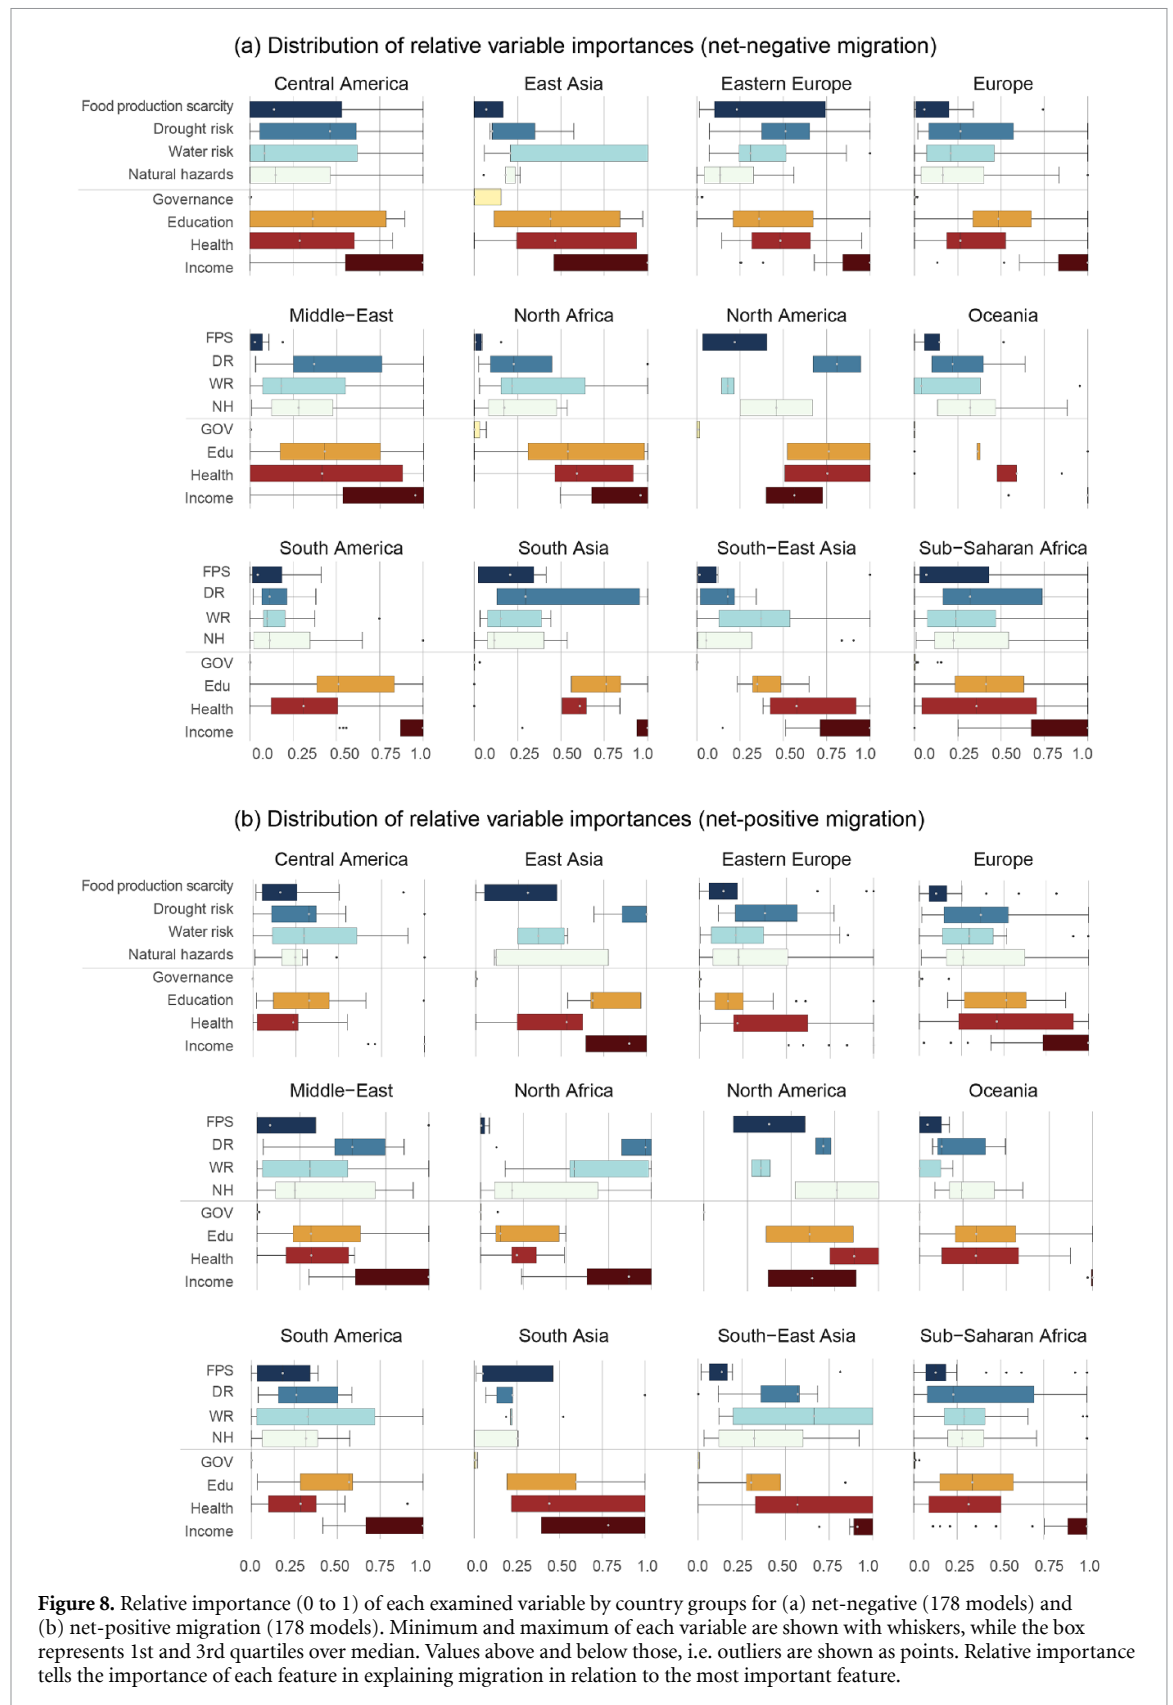 (a) Distribution of relative variable importances (net-negative migration)
Central America East Asia Eastern Europe Europe
Food production scarcity
Drought risk
Water risk
Natural hazards
Governance
Education
Health
Income
Middle-East North Africa North America Oceania
FPS
DR
WR
NH
GOV
Edu
Health
Income
South America South Asia South-East Asia Sub-Saharan Africa
FPS
DR
WR
NH
GOV
Edu
Health
Income
0.0 0.25 0.50 0.75 1.0 0.0 0.25 0.50 0.75 1.0 0.0 0.25 0.50 0.75 1.0 0.0 0.25 0.50 0.75 1.0
(b) Distribution of relative variable importances (net-positive migration)
Central America East Asia Eastern Europe Europe
Food production scarcity
Drought risk
Water risk
Natural hazards
Governance
Education
Health
Income
Middle-East North Africa North America Oceania
FPS
DR
WR
NH
GOV
Edu
Health
Income
South America South Asia South-East Asia Sub-Saharan Africa
FPS
DR
WR
NH
GOV
Edu
Health
Income
0.0 0.25 0.50 0.75 1.0 0.0 0.25 0.50 0.75 1.0 0.0 0.25 0.50 0.75 1.0 0.0 0.25 0.50 0.75 1.0
Figure 8. Relative importance (0 to 1) of each examined variable by country groups for (a) net-negative (178 models) and
(b) net-positive migration (178 models). Minimum and maximum of each variable are shown with whiskers, while the box
represents 1st and 3rd quartiles over median. Values above and below those, i.e. outliers are shown as points. Relative importance
tells the importance of each feature in explaining migration in relation to the most important feature.